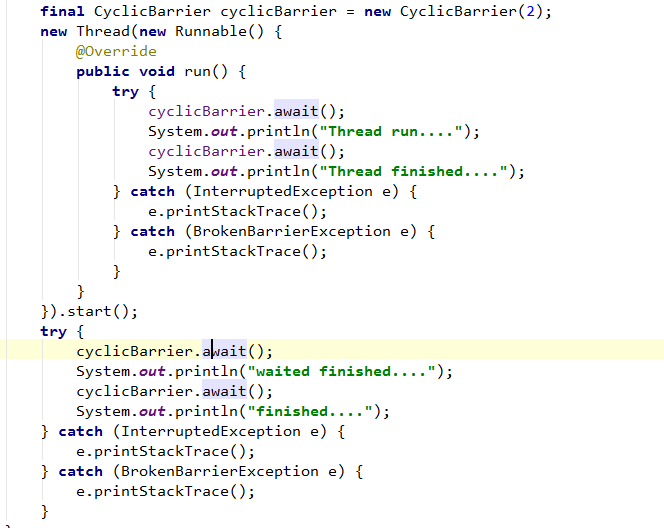 final CyclicBarrier cyclicBarrier = new CyclicBarrier(2);
new Thread(new Runnable() {
    @Override
    public void run() {
        try {
            cyclicBarrier.await();
            System.out.println("Thread run....");
            cyclicBarrier.await();
            System.out.println("Thread finished....");
        } catch (InterruptedException e) {
            e.printStackTrace();
        } catch (BrokenBarrierException e) {
            e.printStackTrace();
        }
    }
}).start();
try {
    cyclicBarrier.await();
    System.out.println("waited finished....");
    cyclicBarrier.await();
    System.out.println("finished....");
} catch (InterruptedException e) {
    e.printStackTrace();
} catch (BrokenBarrierException e) {
    e.printStackTrace();
}